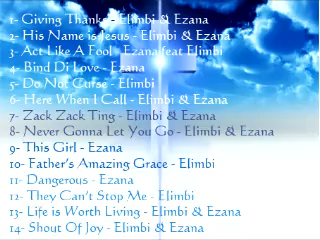 1- Giving Thanks - Elimbi & Ezana
2- His Name is Jesus - Elimbi & Ezana
3- Act Like A Fool - Ezana feat Elimbi
4- Bind Di Love - Ezana
5- Do Not Curse - Elimbi
6- Here When I Call - Elimbi & Ezana
7- Zack Zack Ting - Elimbi & Ezana
8- Never Gonna Let You Go - Elimbi & Ezana
9- This Girl - Ezana
10- Father's Amazing Grace - Elimbi
11- Dangerous - Ezana
12- They Can't Stop Me - Elimbi
13- Life is Worth Living - Elimbi & Ezana
14- Shout Of Joy - Elimbi & Ezana